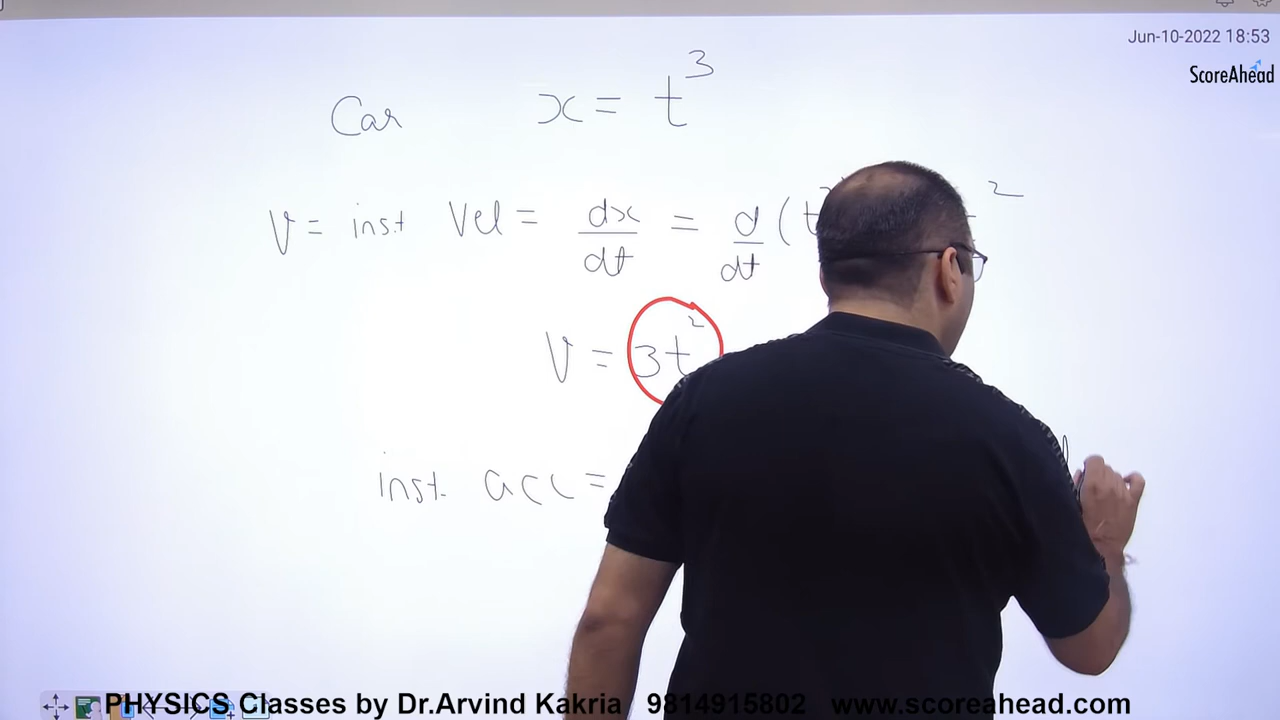 Jun-10-2022 18:53
ScoreAhead
Car x = t³
V = inst Vel = dx/dt = d/dt (t ²
V = 3t²
inst. acc =
PHYSICS Classes by Dr.Arvind Kakria 9814915802 www.scoreahead.com